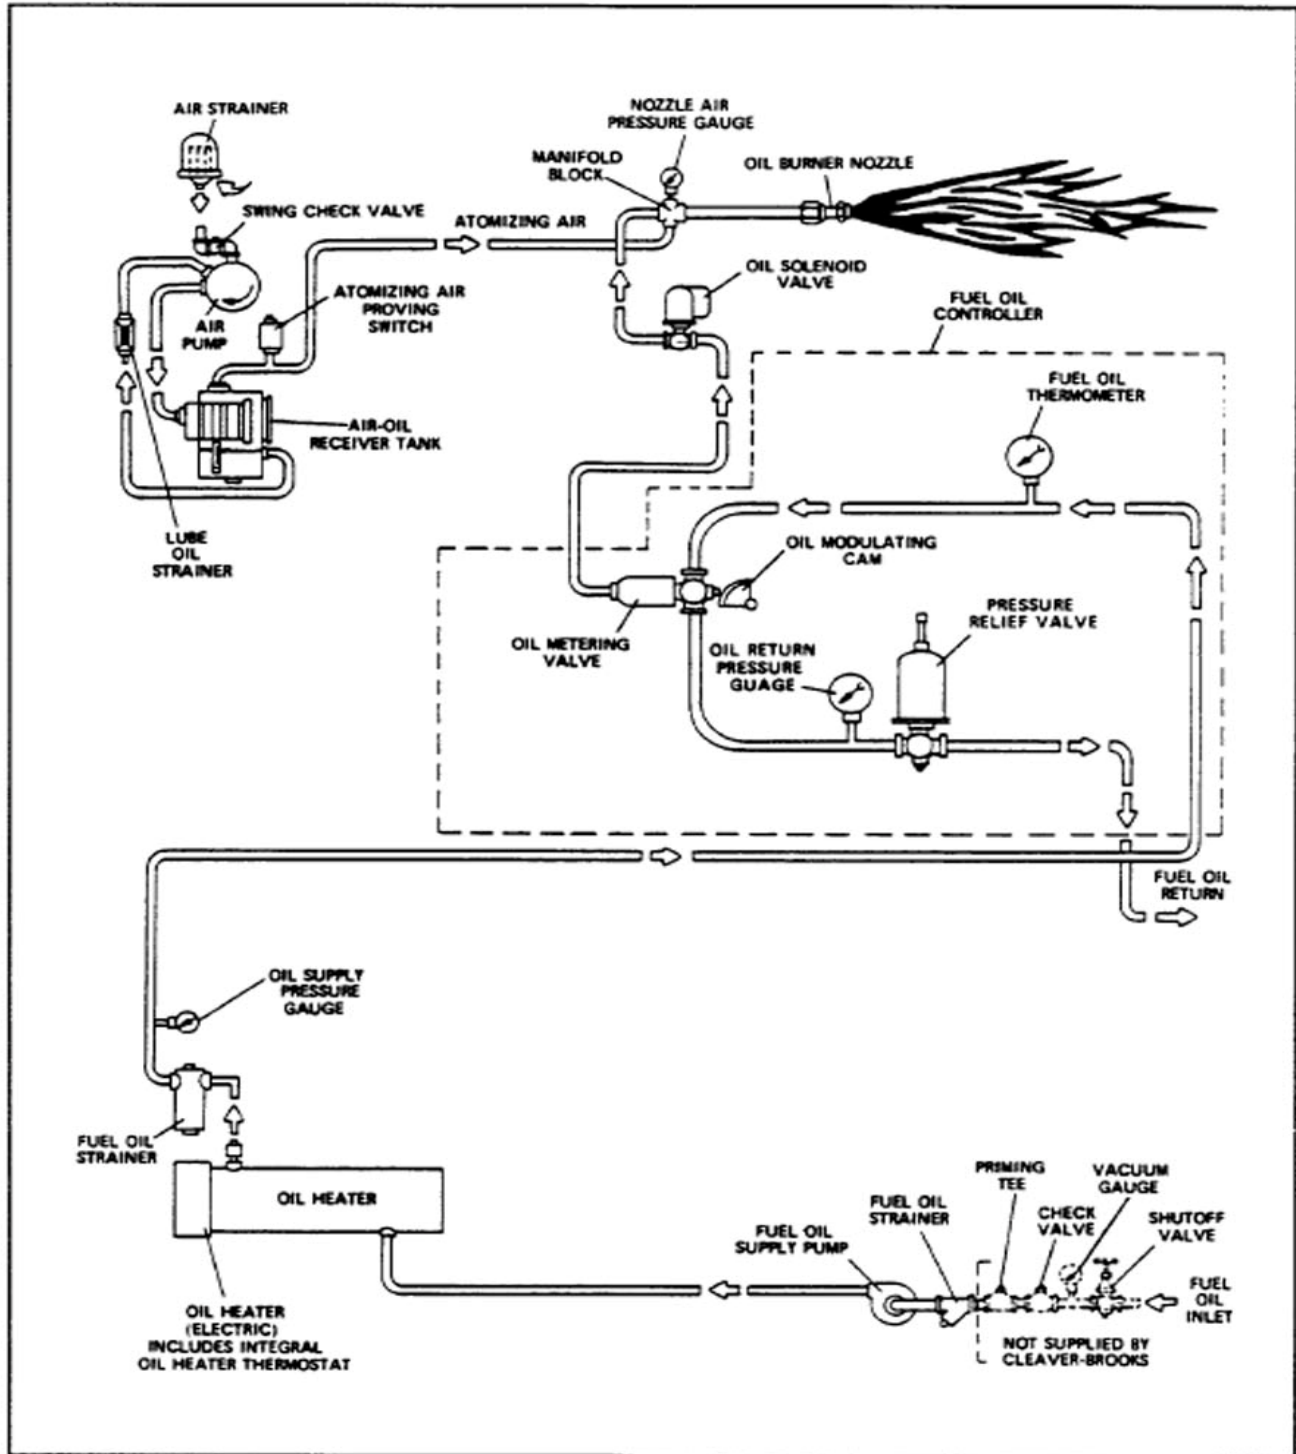 AIR STRAINER
SWING CHECK VALVE
AIR
PUMP
ATOMIZING AIR
PROVING
SWITCH
AIR-OIL
RECEIVER TANK
LUBE
OIL
STRAINER
ATOMIZING AIR
NOZZLE AIR
PRESSURE GAUGE
MANIFOLD
BLOCK
OIL BURNER NOZZLE
OIL SOLENOID
VALVE
FUEL OIL
CONTROLLER
FUEL OIL
THERMOMETER
OIL MODULATING
CAM
OIL METERING
VALVE
OIL RETURN
PRESSURE
GUAGE
PRESSURE
RELIEF VALVE
FUEL OIL
RETURN
OIL SUPPLY
PRESSURE
GAUGE
FUEL OIL
STRAINER
OIL HEATER
OIL HEATER
(ELECTRIC)
INCLUDES INTEGRAL
OIL HEATER THERMOSTAT
FUEL OIL
SUPPLY PUMP
FUEL OIL
STRAINER
PRIMING
TEE
CHECK
VALVE
VACUUM
GAUGE
SHUTOFF
VALVE
FUEL
OIL
INLET
NOT SUPPLIED BY
CLEAVER-BROOKS